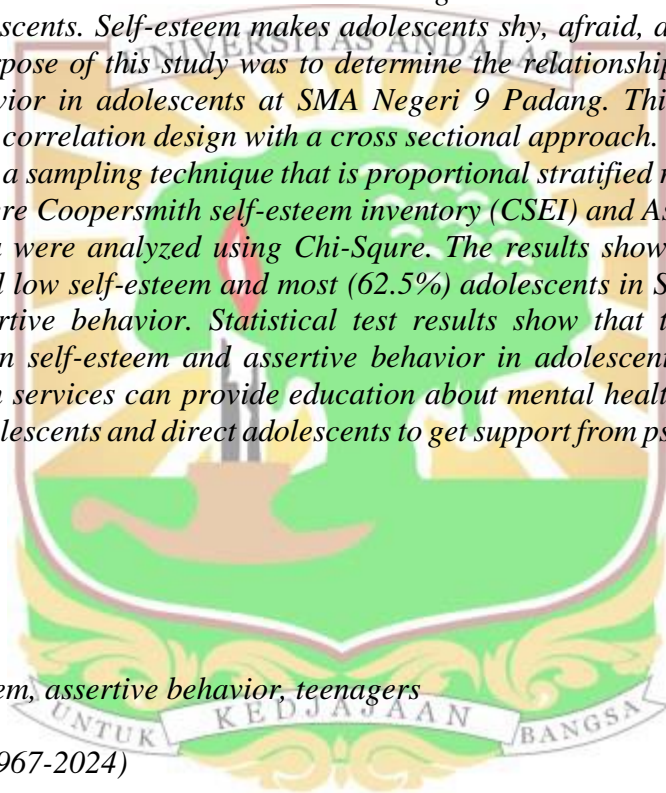 scents. Self-esteem makes adolescents shy, afraid, a
UNIVERSITAS ANDALAS
rpose of this study was to determine the relationship
vior in adolescents at SMA Negeri 9 Padang. Thi
correlation design with a cross sectional approach.
a sampling technique that is proportional stratified r
ere Coopersmith self-esteem inventory (CSEI) and As
a were analyzed using Chi-Squre. The results show
d low self-esteem and most (62.5%) adolescents in S
ertive behavior. Statistical test results show that t
n self-esteem and assertive behavior in adolescent
h services can provide education about mental healt
olescents and direct adolescents to get support from ps
em, assertive behavior, teenagers
UNTUK KEDJAJAAN BANGSA
967-2024)